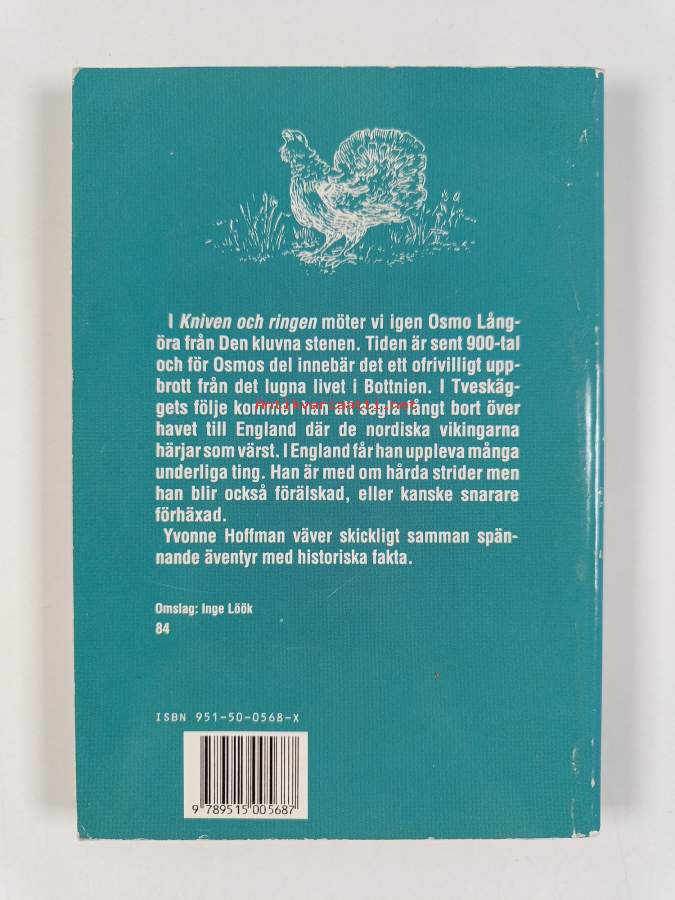 I Kniven och ringen möter vi igen Osmo Lång-
öra från Den kluvna stenen. Tiden är sent 900-tal
och för Osmos del innebär det ett ofrivilligt upp-
brott från det lugna livet i Bottnien. I Tveskäg-
gets följe kommer han att segla långt bort över
Antikvariaatti.net
havet till England där de nordiska vikingarna
härjar som värst. I England får han uppleva många
underliga ting. Han är med om hårda strider men
han blir också förälskad, eller kanske snarare
förhäxad.
Yvonne Hoffman väver skickligt samman spän-
nande äventyr med historiska fakta.
Omslag: Inge Löök
84
ISBN 951-50-0568-X
9 789515 005687